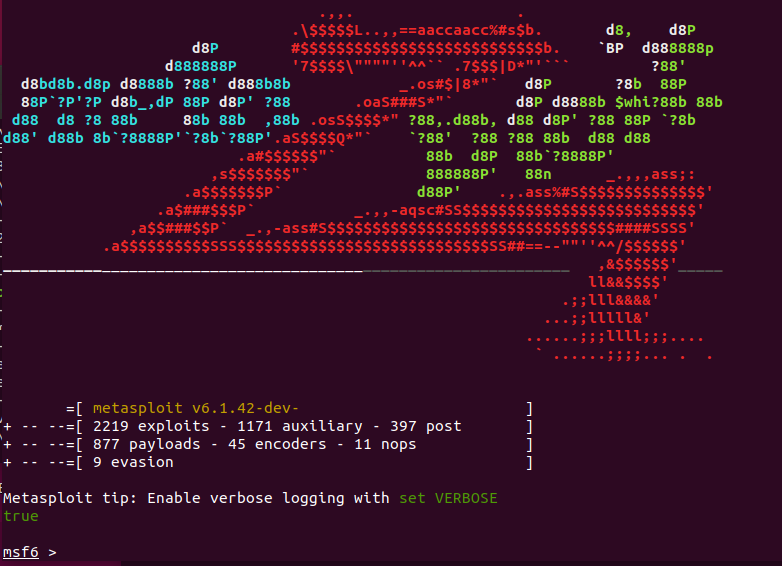 =[ metasploit v6.1.42-dev- ]
+ -- --=[ 2219 exploits - 1171 auxiliary - 397 post ]
+ -- --=[ 877 payloads - 45 encoders - 11 nops ]
+ -- --=[ 9 evasion ]
Metasploit tip: Enable verbose logging with set VERBOSE
true
msf6 >